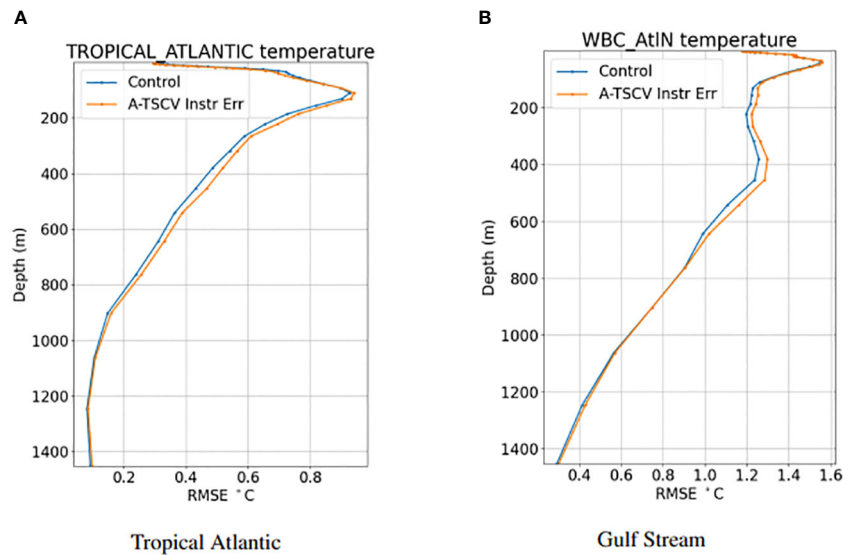 A
TROPICAL_ATLANTIC temperature
Control
A-TSCV Instr Err
200
400
600
800
1000
1200
1400
Depth (m)
0.2 0.4 0.6 0.8
RMSE °C
Tropical Atlantic
B
WBC_AtlN temperature
Control
A-TSCV Instr Err
200
400
600
800
1000
1200
1400
Depth (m)
0.4 0.6 0.8 1.0 1.2 1.4 1.6
RMSE °C
Gulf Stream